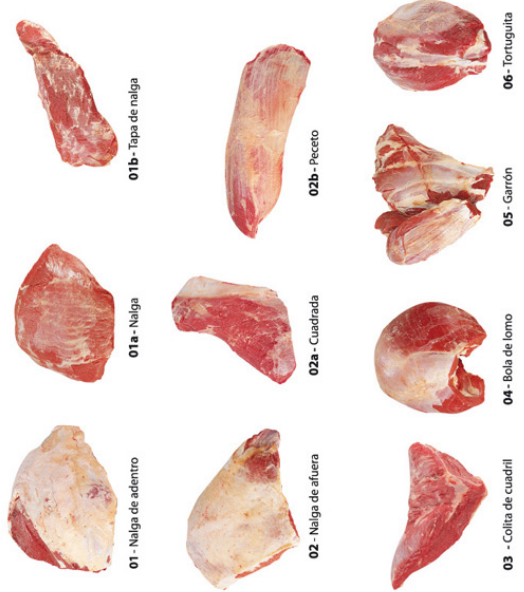 01 - Nalga de adentro
01a - Nalga
01b - Tapa de nalga
02 - Nalga de afuera
02a - Cuadrada
02b - Peceto
03 - Colita de cuadril
04 - Bola de lomo
05 - Garrón
06 - Tortuguita